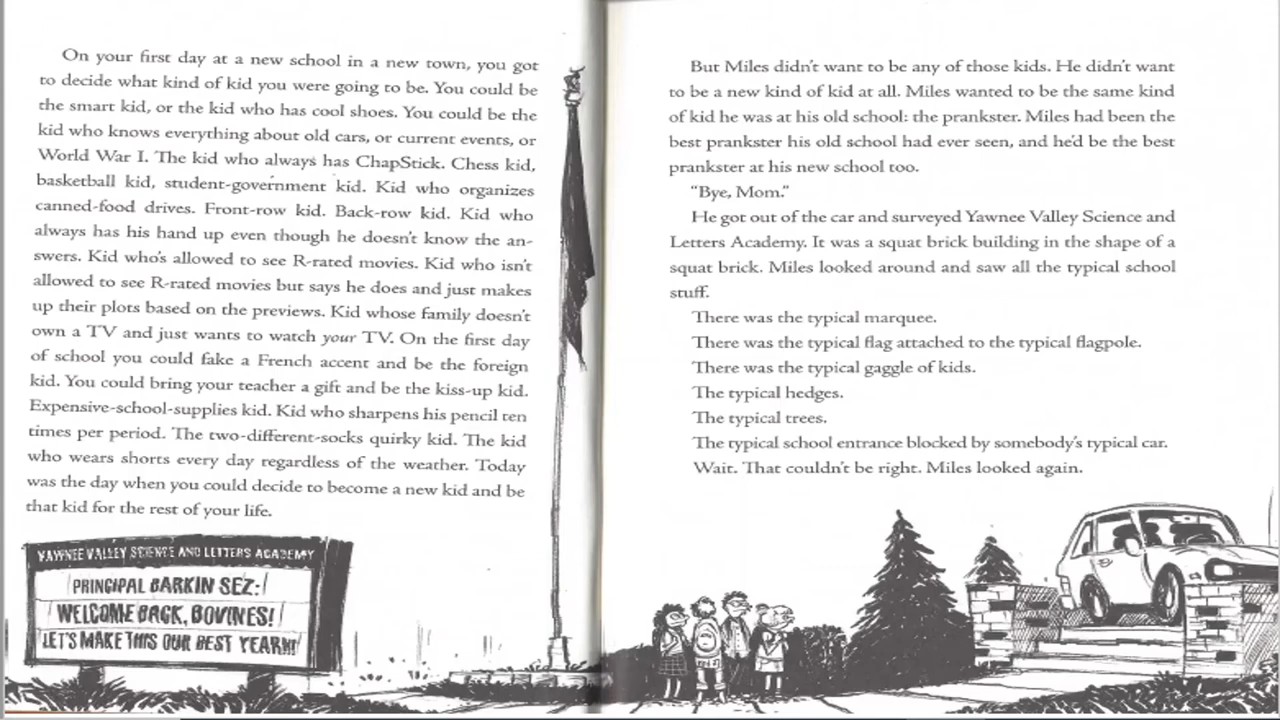 On your first day at a new school in a new town, you got
to decide what kind of kid you were going to be. You could be
the smart kid, or the kid who has cool shoes. You could be the
kid who knows everything about old cars, or current events, or
World War I. The kid who always has ChapStick. Chess kid,
basketball kid, student-government kid. Kid who organizes
canned-food drives. Front-row kid. Back-row kid. Kid who
always has his hand up even though he doesn't know the an-
swers. Kid who's allowed to see R-rated movies. Kid who isn't
allowed to see R-rated movies but says he does and just makes
up their plots based on the previews. Kid whose family doesn't
own a TV and just wants to watch your TV. On the first day
of school you could fake a French accent and be the foreign
kid. You could bring your teacher a gift and be the kiss-up kid.
Expensive-school-supplies kid. Kid who sharpens his pencil ten
times per period. The two-different-socks quirky kid. The kid
who wears shorts every day regardless of the weather. Today
was the day when you could decide to become a new kid and be
that kid for the rest of your life.
YAWNEE VALLEY SCIENCE AND LETTERS ACADEMY
PRINCIPAL BARKIN SEZ:
WELCOME BACK, BOVINES!
LET'S MAKE THIS OUR BEST YEAR!!!
But Miles didn't want to be any of those kids. He didn't want
to be a new kind of kid at all. Miles wanted to be the same kind
of kid he was at his old school: the prankster. Miles had been the
best prankster his old school had ever seen, and he'd be the best
prankster at his new school too.
"Bye, Mom."
He got out of the car and surveyed Yawnee Valley Science and
Letters Academy. It was a squat brick building in the shape of a
squat brick. Miles looked around and saw all the typical school
stuff.
There was the typical marquee.
There was the typical flag attached to the typical flagpole.
There was the typical gaggle of kids.
The typical hedges.
The typical trees.
The typical school entrance blocked by somebody's typical car.
Wait. That couldn't be right. Miles looked again.